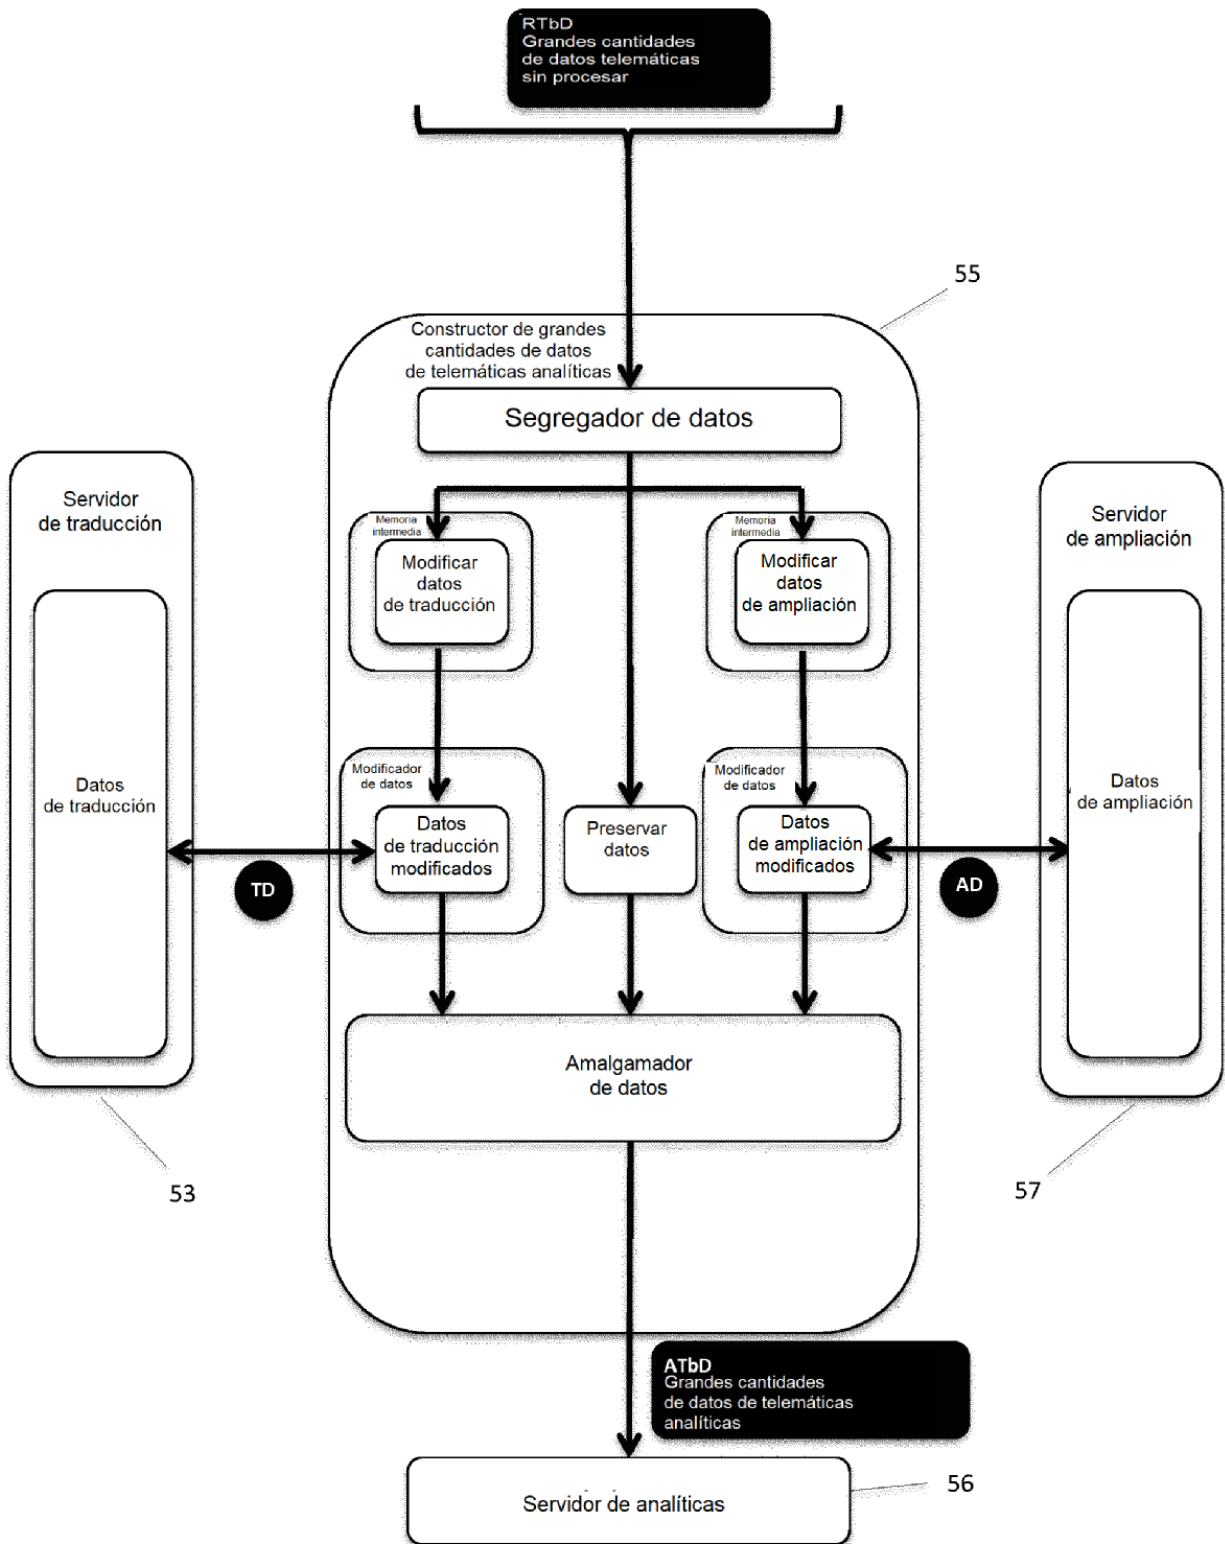 RTbD
Grandes cantidades
de datos telemáticas
sin procesar
55
Constructor de grandes
cantidades de datos
de telemáticas analíticas
Segregador de datos
Servidor
de traducción
Memoria
intermedia
Modificar
datos
de traducción
Memoria
intermedia
Modificar
datos
de ampliación
Servidor
de ampliación
Datos
de traducción
Modificador
de datos
Datos
de traducción
modificados
Preservar
datos
Modificador
de datos
Datos
de ampliación
modificados
Datos
de ampliación
TD
AD
Amalgamador
de datos
53
57
ATbD
Grandes cantidades
de datos de telemáticas
analíticas
Servidor de analíticas
56